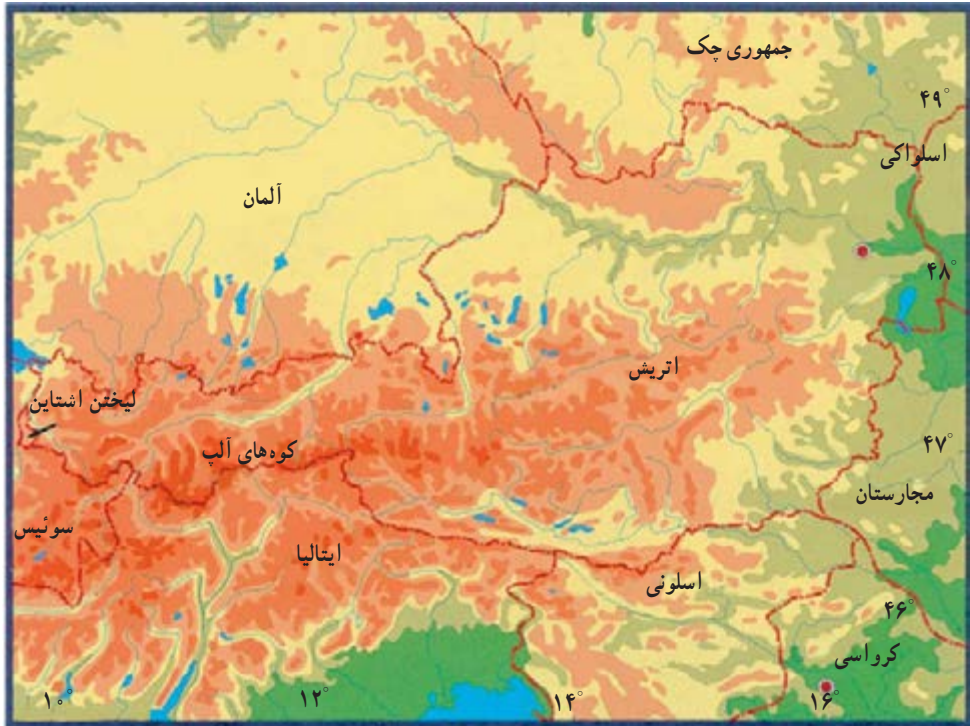 جمهوری چک
۴۹°
اسلواکی
آلمان
۴۸°
اتریش
لیختن اشتاین
کوه‌های آلپ
۴۷°
مجارستان
سوئیس
ایتالیا
اسلونی
۴۶°
کرواسی
۱۰°
۱۲°
۱۴°
۱۶°